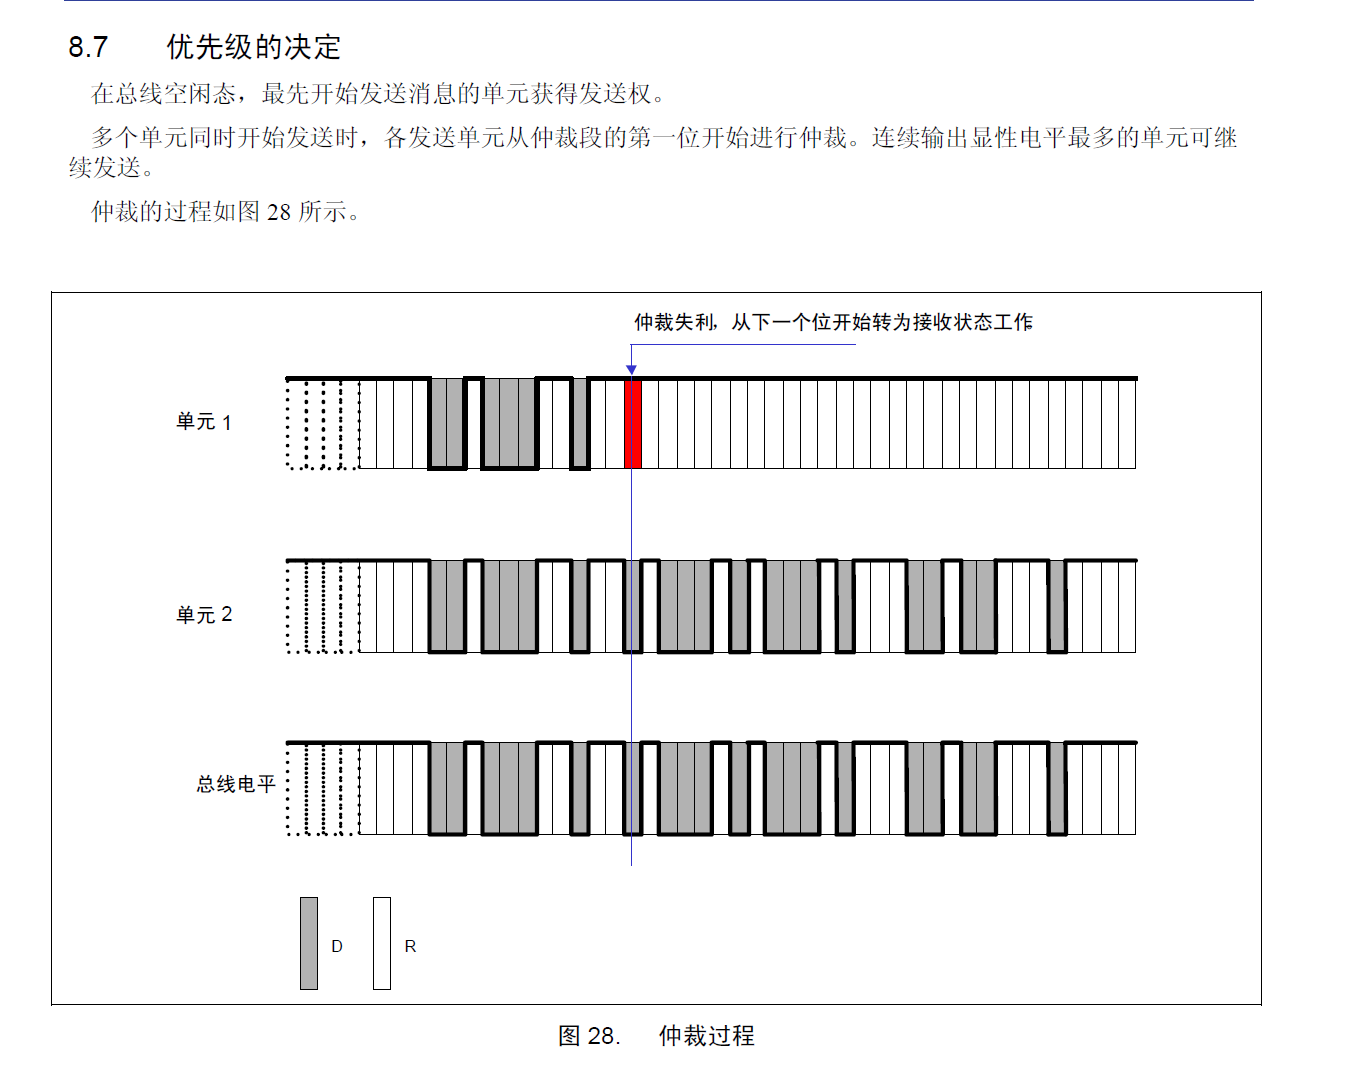 8.7 优先级的决定
在总线空闲态，最先开始发送消息的单元获得发送权。
多个单元同时开始发送时，各发送单元从仲裁段的第一位开始进行仲裁。连续输出显性电平最多的单元可继
续发送。
仲裁的过程如图 28 所示。
仲裁失利，从下一个位开始转为接收状态工作
单元 1
单元 2
总线电平
D R
图 28. 仲裁过程